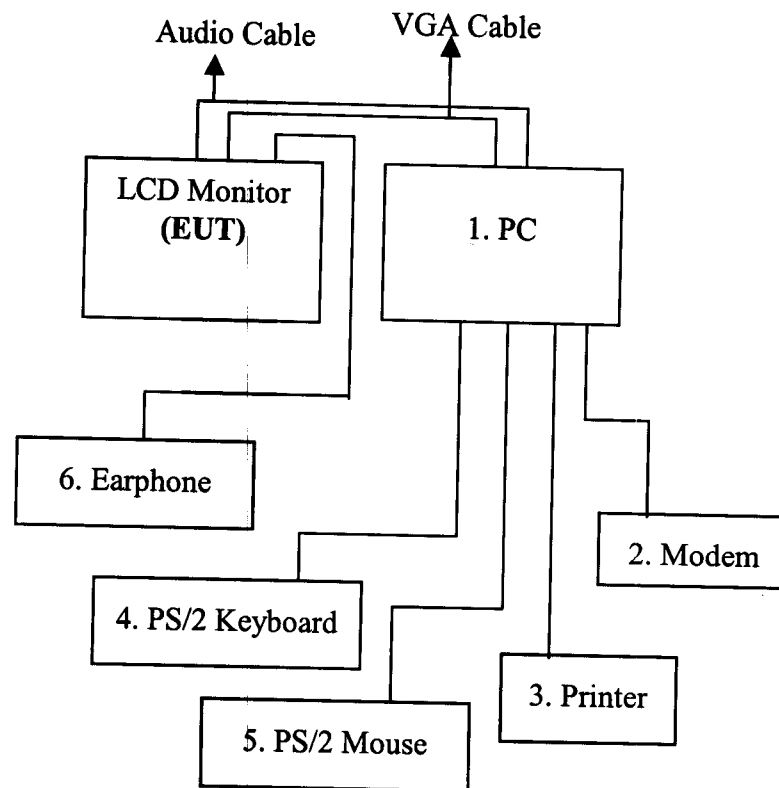 Audio Cable
VGA Cable
LCD Monitor
(EUT)
1. PC
6. Earphone
2. Modem
4. PS/2 Keyboard
3. Printer
5. PS/2 Mouse